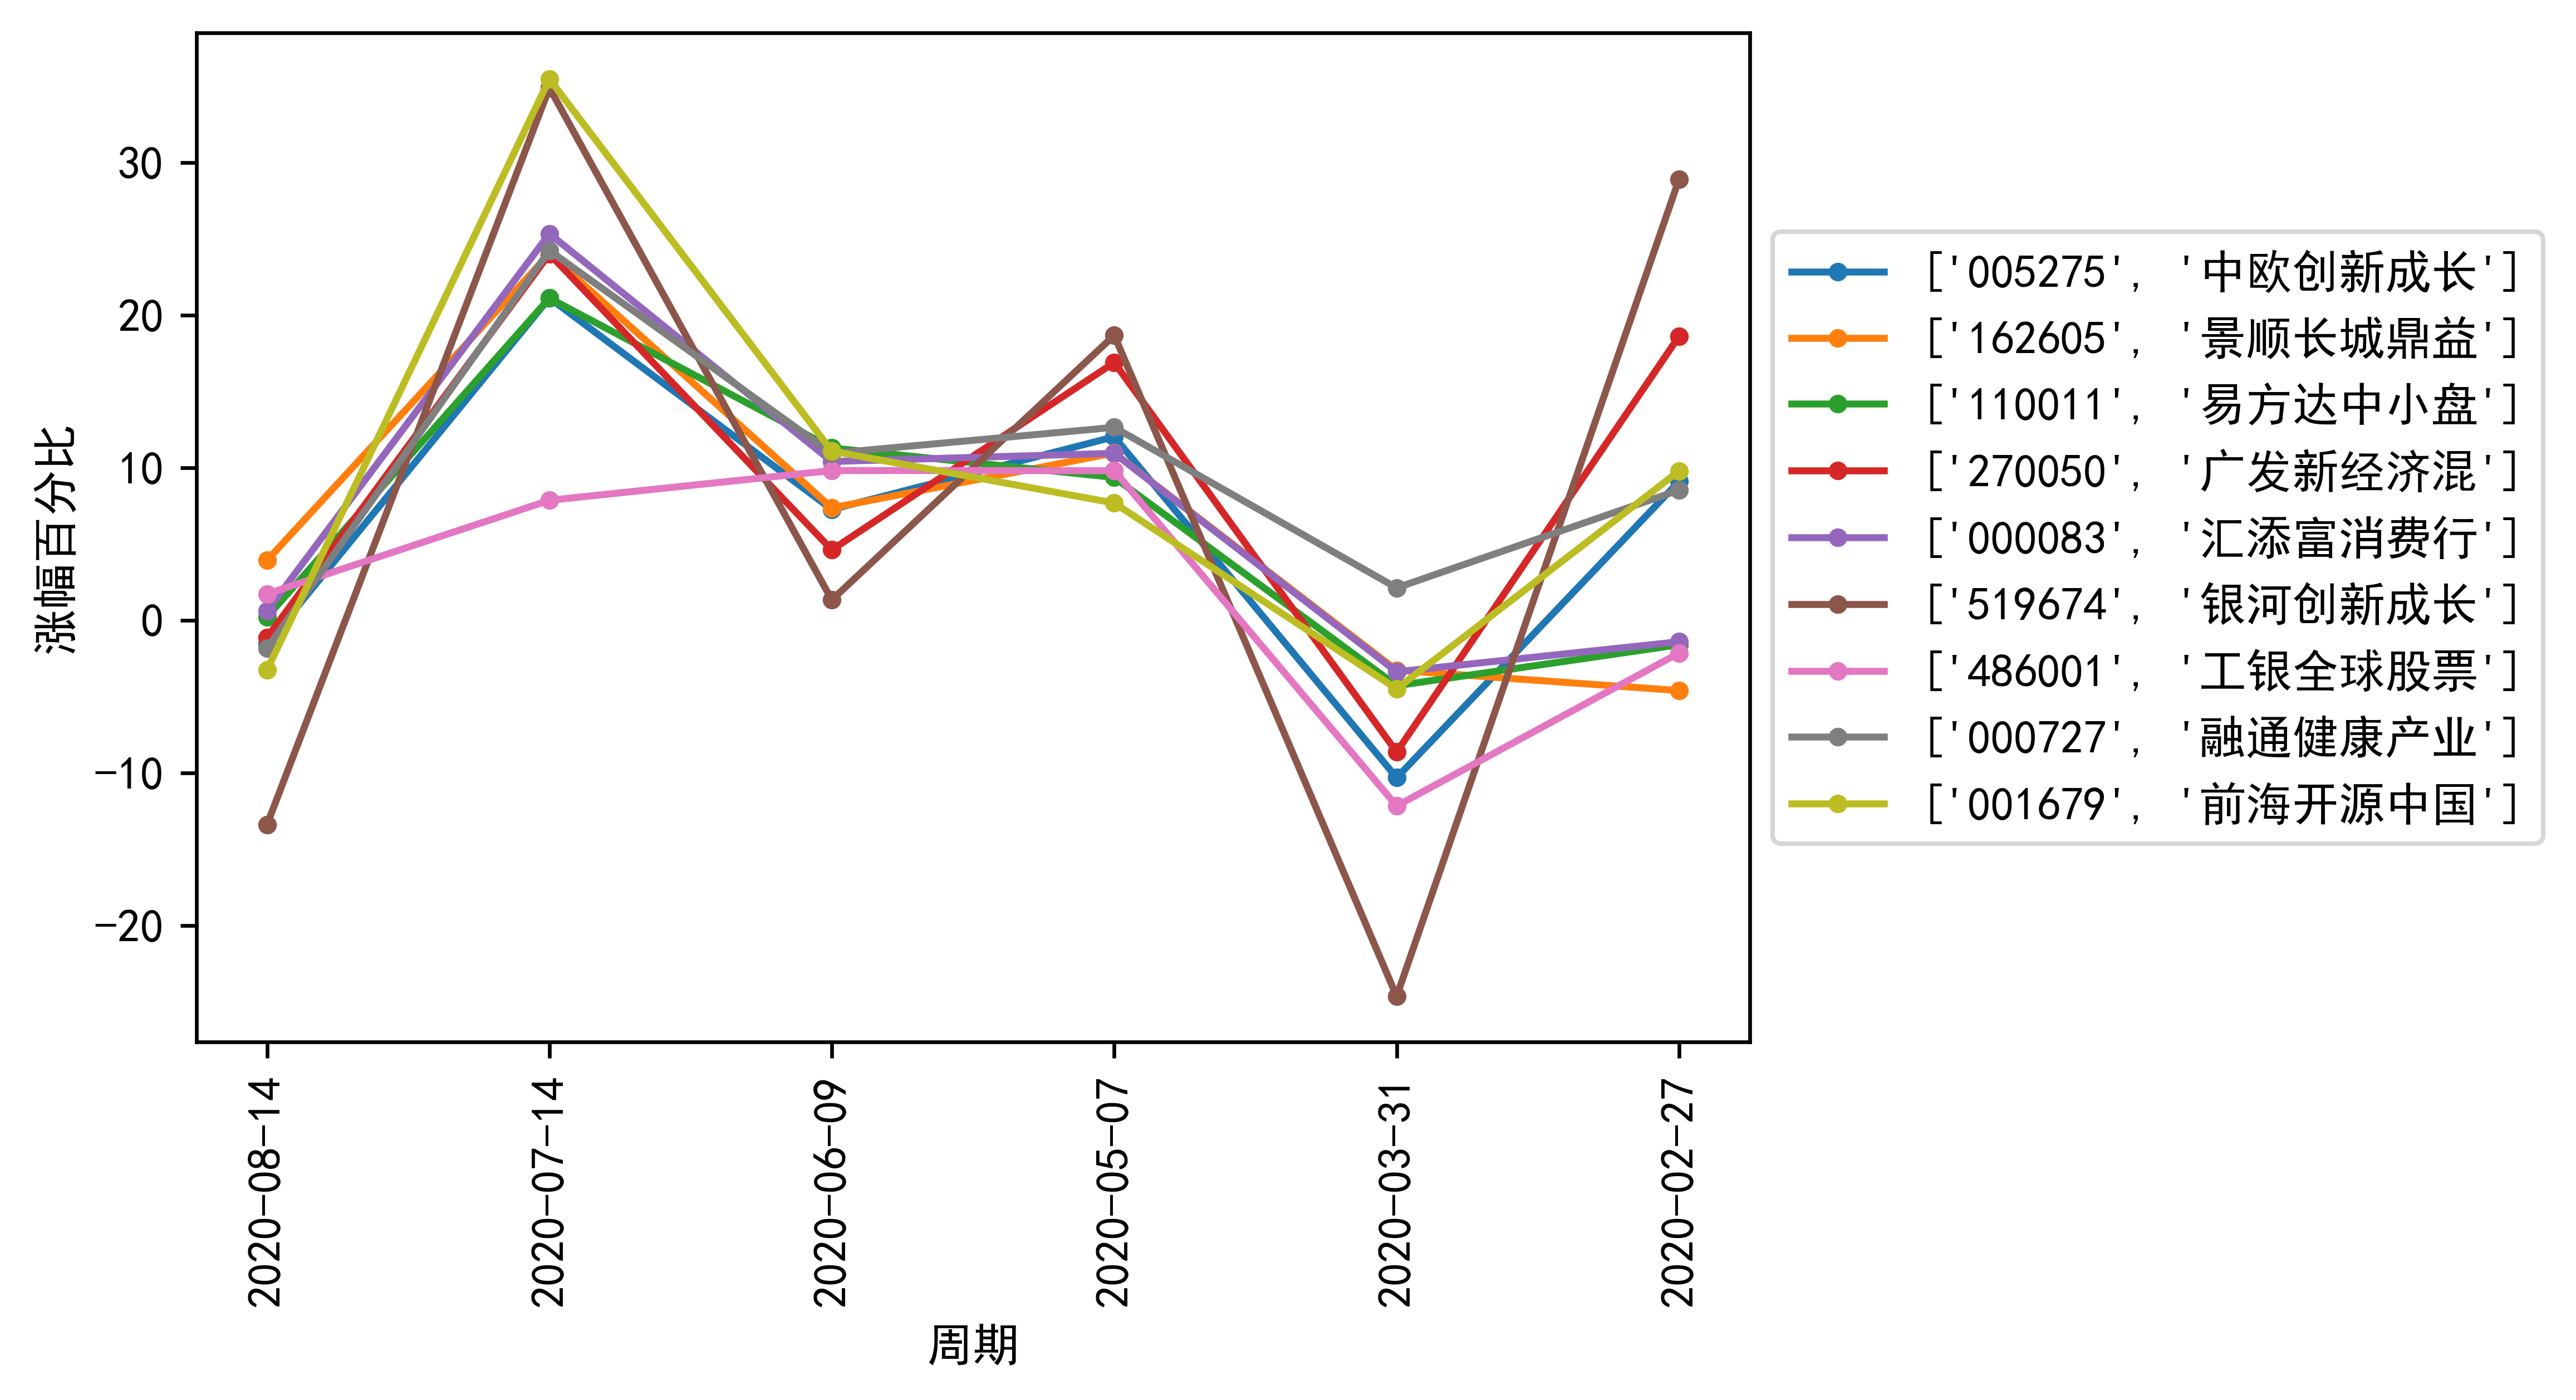 涨幅百分比
30
20
10
0
−10
−20
2020-08-14
2020-07-14
2020-06-09
2020-05-07
2020-03-31
2020-02-27
周期
['005275', '中欧创新成长']
['162605', '景顺长城鼎益']
['110011', '易方达中小盘']
['270050', '广发新经济混']
['000083', '汇添富消费行']
['519674', '银河创新成长']
['486001', '工银全球股票']
['000727', '融通健康产业']
['001679', '前海开源中国']